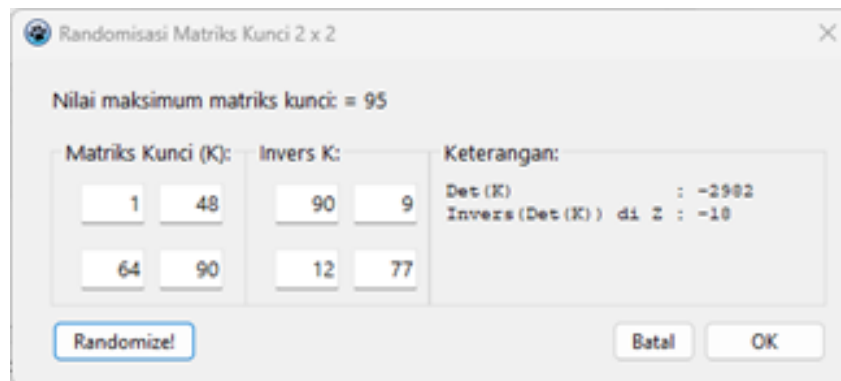 Randomisasi Matriks Kunci 2 x 2
Nilai maksimum matriks kunci: = 95
Matriks Kunci (K):
1 48
64 90
Invers K:
90 9
12 77
Keterangan:
Det(K) : -2982
Invers(Det(K)) di Z : -18
Randomize!
Batal
OK